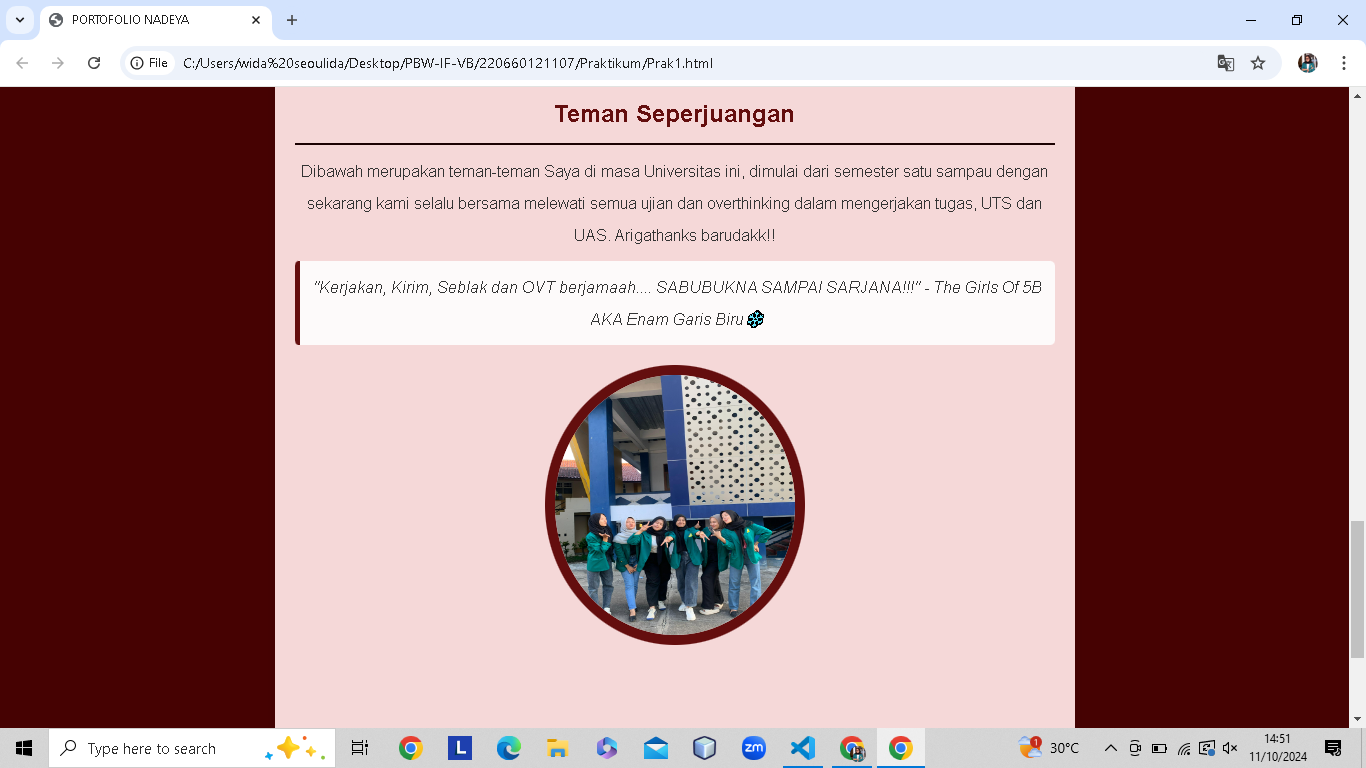 PORTOFOLIO NADEYA
File
C:/Users/wida%20seoulida/Desktop/PBW-IF-VB/220660121107/Praktikum/Prak1.html
Teman Seperjuangan
Dibawah merupakan teman-teman Saya di masa Universitas ini, dimulai dari semester satu sampau dengan
sekarang kami selalu bersama melewati semua ujian dan overthinking dalam mengerjakan tugas, UTS dan
UAS. Arigathanks barudakk!!
"Kerjakan, Kirim, Seblak dan OVT berjamaah.... SABUBUKNA SAMPAI SARJANA!!!" - The Girls Of 5B
AKA Enam Garis Biru
Type here to search
L
zm
1
30°C
14:51
11/10/2024